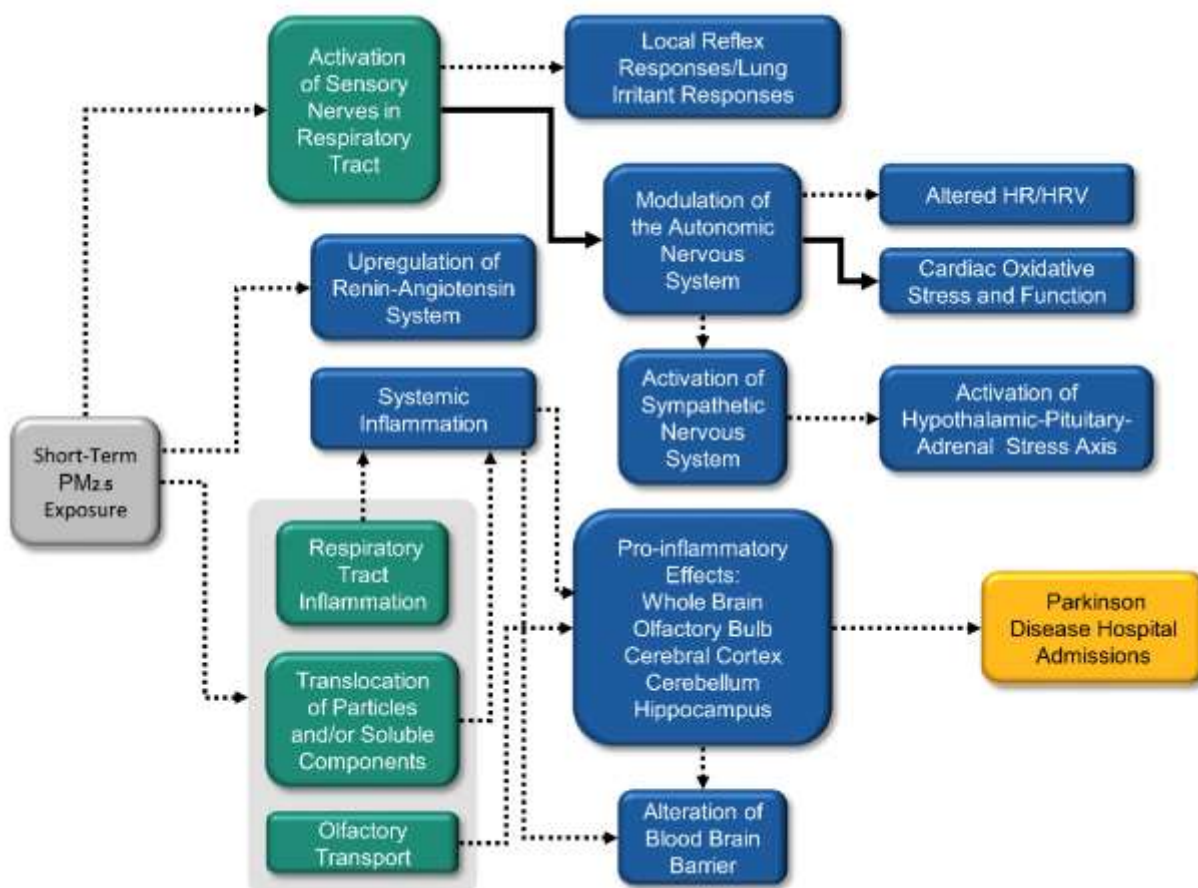 Activation
of Sensory
Nerves in
Respiratory
Tract
Local Reflex
Responses/Lung
Irritant Responses
Modulation of
the Autonomic
Nervous
System
Altered HR/HRV
Cardiac Oxidative
Stress and Function
Upregulation of
Renin-Angiotensin
System
Systemic
Inflammation
Activation of
Sympathetic
Nervous
System
Activation of
Hypothalamic-Pituitary-
Adrenal Stress Axis
Short-Term
PM2.5
Exposure
Respiratory
Tract
Inflammation
Translocation
of Particles
and/or Soluble
Components
Olfactory
Transport
Pro-inflammatory
Effects:
Whole Brain
Olfactory Bulb
Cerebral Cortex
Cerebellum
Hippocampus
Parkinson
Disease Hospital
Admissions
Alteration of
Blood Brain
Barrier